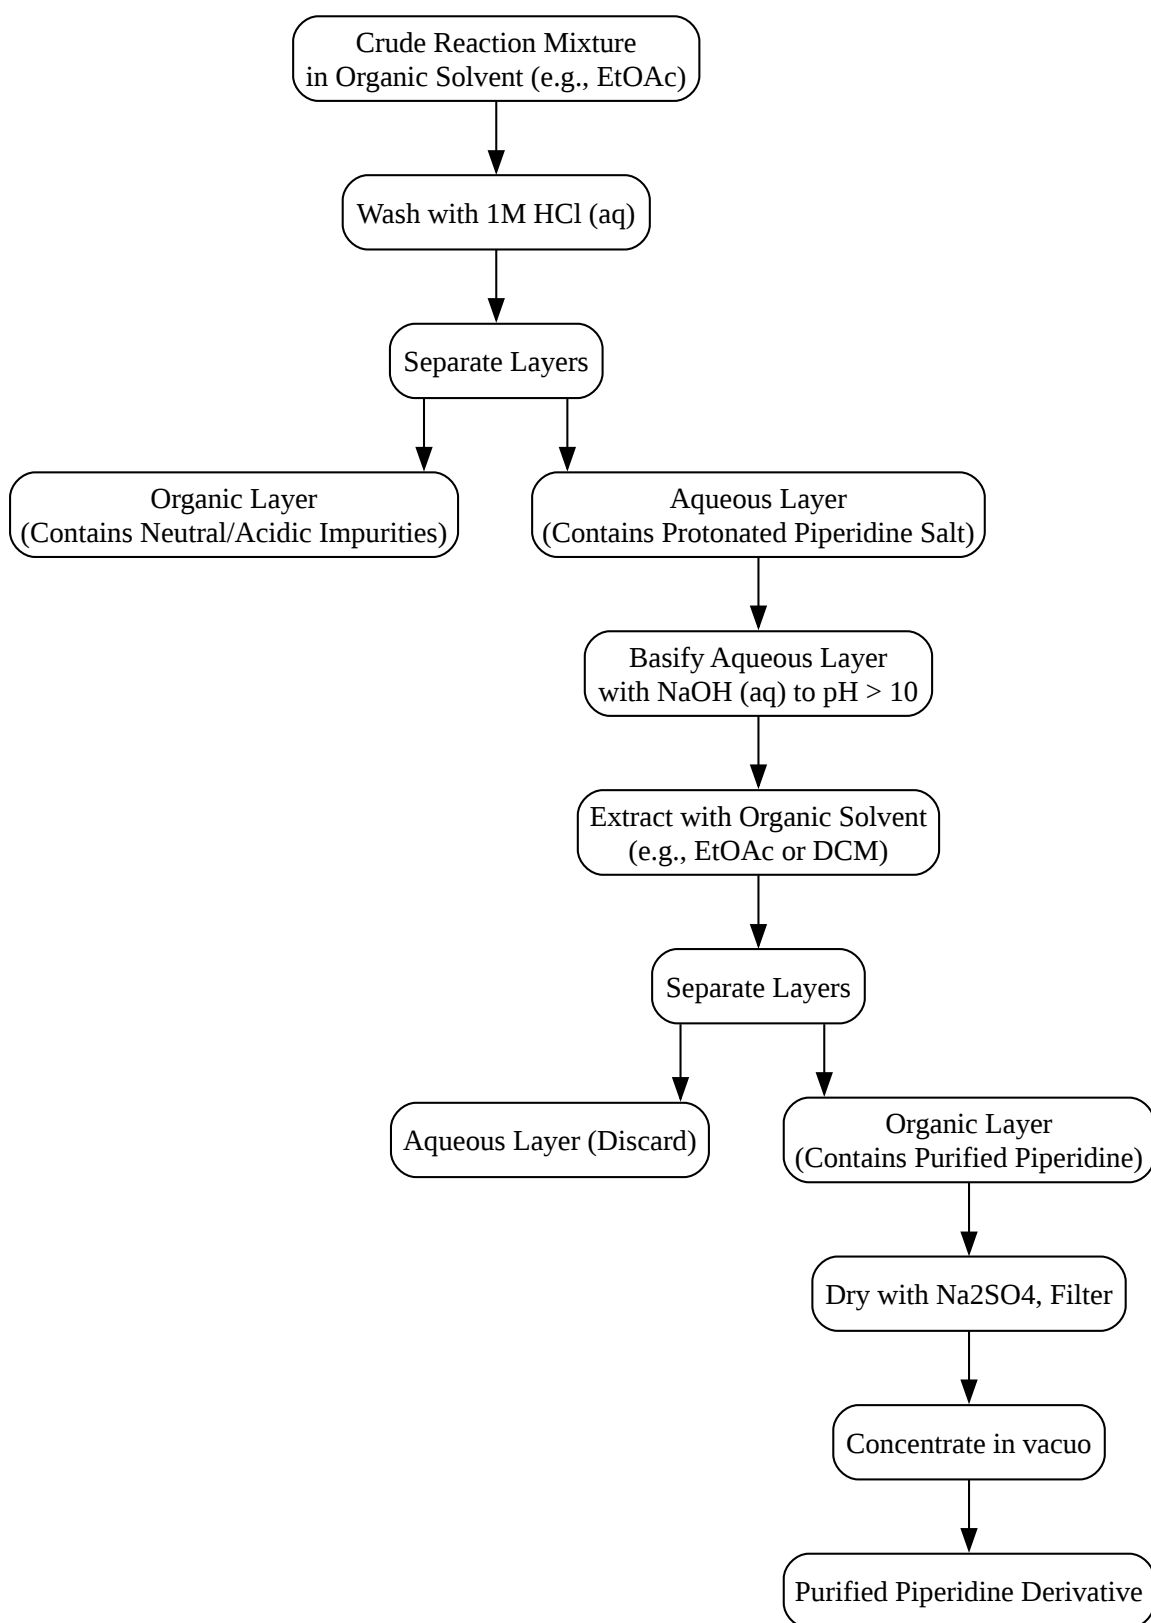 Crude Reaction Mixture
in Organic Solvent (e.g., EtOAc)
Wash with 1M HCl (aq)
Separate Layers
Organic Layer
(Contains Neutral/Acidic Impurities)
Aqueous Layer
(Contains Protonated Piperidine Salt)
Basify Aqueous Layer
with NaOH (aq) to pH > 10
Extract with Organic Solvent
(e.g., EtOAc or DCM)
Separate Layers
Aqueous Layer (Discard)
Organic Layer
(Contains Purified Piperidine)
Dry with Na2SO4, Filter
Concentrate in vacuo
Purified Piperidine Derivative